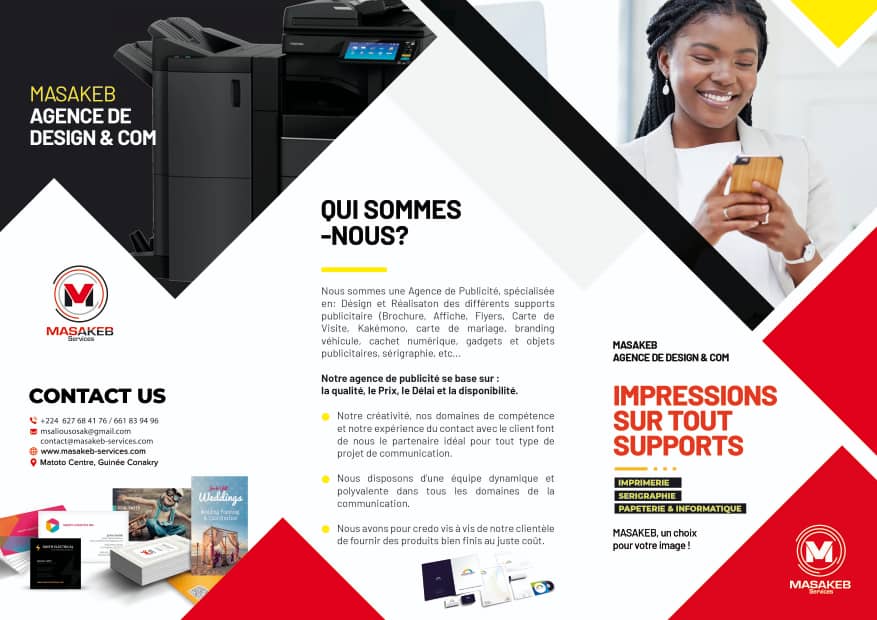 MASAKEB
AGENCE DE
DESIGN & COM
MASAKEB
Services
CONTACT US
+224 627 68 41 76 / 661 83 94 96
msaliousosak@gmail.com
contact@masakeb-services.com
www.masakeb-services.com
Matoto Centre, Guinée Conakry
Weddings
QUI SOMMES
-NOUS?
Nous sommes une Agence de Publicité, spécialisée
en: Désign et Réalisaton des différents supports
publicitaire (Brochure, Affiche, Flyers, Carte de
Visite, Kakémono, carte de mariage, branding
véhicule, cachet numérique, gadgets et objets
publicitaires, sérigraphie, etc...
Notre agence de publicité se base sur :
la qualité, le Prix, le Délai et la disponibilité.
Notre créativité, nos domaines de compétence
et notre expérience du contact avec le client font
de nous le partenaire idéal pour tout type de
projet de communication.
Nous disposons d'une équipe dynamique et
polyvalente dans tous les domaines de la
communication.
Nous avons pour credo vis à vis de notre clientèle
de fournir des produits bien finis au juste coût.
MASAKEB
AGENCE DE DESIGN & COM
IMPRESSIONS
SUR TOUT
SUPPORTS
IMPRIMERIE
SERIGRAPHIE
PAPETERIE & INFORMATIQUE
MASAKEB, un choix
pour votre image !
MASAKEB
Services